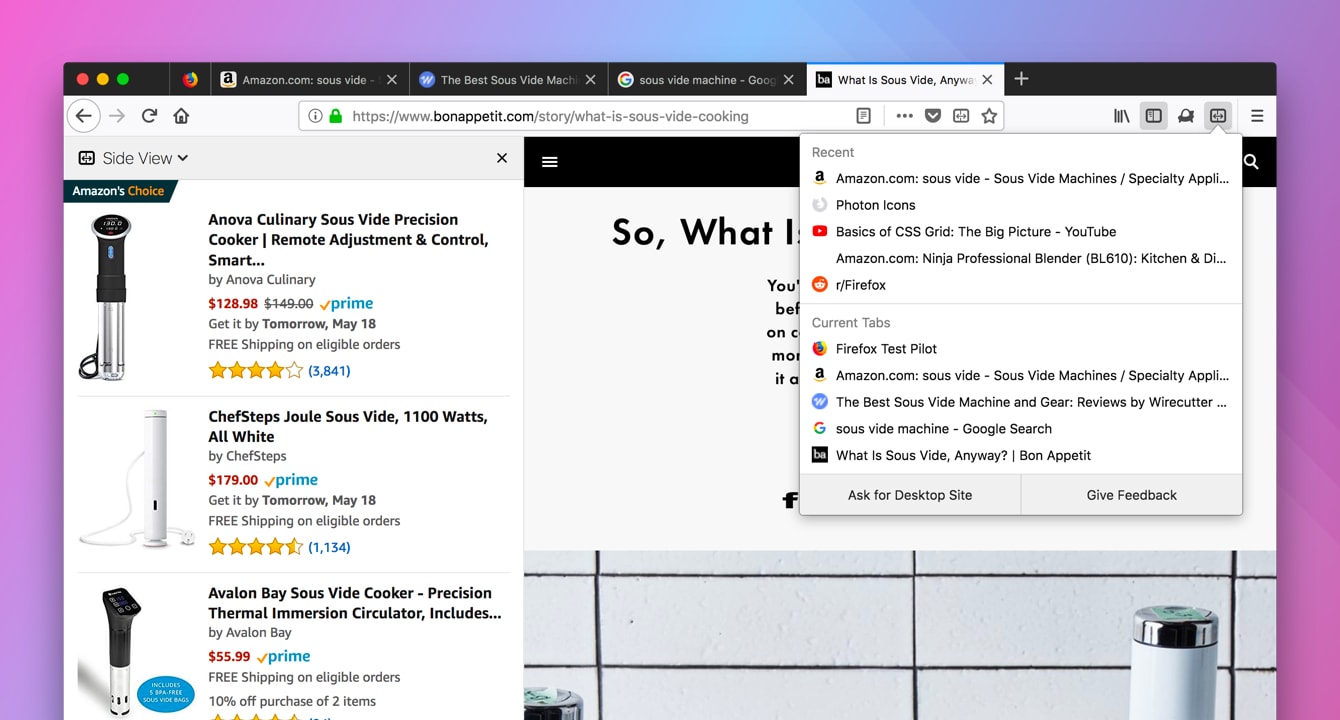 Amazon.com: sous vide -
The Best Sous Vide Machi
sous vide machine - Goog
ba What Is Sous Vide, Anywa
https://www.bonappetit.com/story/what-is-sous-vide-cooking
Side View
Amazon's Choice
Anova Culinary Sous Vide Precision
Cooker | Remote Adjustment & Control,
Smart...
by Anova Culinary
$128.98 $149.00 prime
Get it by Tomorrow, May 18
FREE Shipping on eligible orders
(3,841)
ChefSteps Joule Sous Vide, 1100 Watts,
All White
by ChefSteps
$179.00 prime
Get it by Tomorrow, May 18
FREE Shipping on eligible orders
(1,134)
Avalon Bay Sous Vide Cooker - Precision
Thermal Immersion Circulator, Includes...
by Avalon Bay
$55.99 prime
FREE Shipping on eligible orders
10% off purchase of 2 items
INCLUDES
5 BPA-FREE
SOUS VIDE BAGS
So, What Is
You'
bef
on c
mor
it a
Recent
Amazon.com: sous vide - Sous Vide Machines / Specialty Appli...
Photon Icons
Basics of CSS Grid: The Big Picture - YouTube
Amazon.com: Ninja Professional Blender (BL610): Kitchen & Di...
r/Firefox
Current Tabs
Firefox Test Pilot
Amazon.com: sous vide - Sous Vide Machines / Specialty Appli...
The Best Sous Vide Machine and Gear: Reviews by Wirecutter ...
sous vide machine - Google Search
ba What Is Sous Vide, Anyway? | Bon Appetit
Ask for Desktop Site
Give Feedback